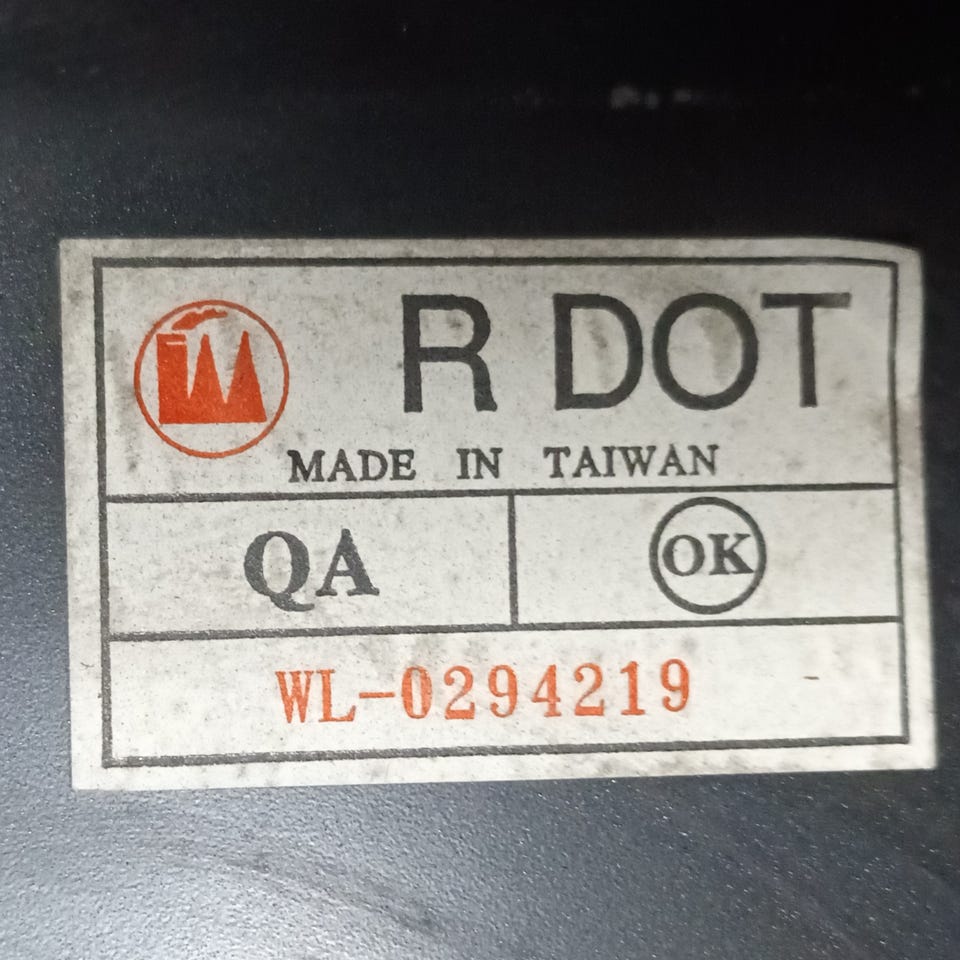 R DOT
MADE IN TAIWAN
QA OK
WL-0294219